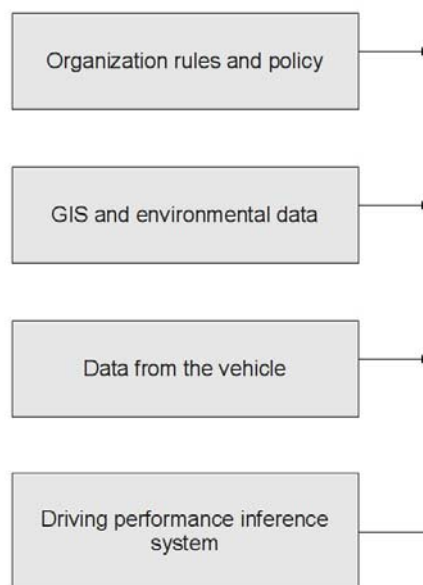 Organization rules and policy
GIS and environmental data
Data from the vehicle
Driving performance inference
system